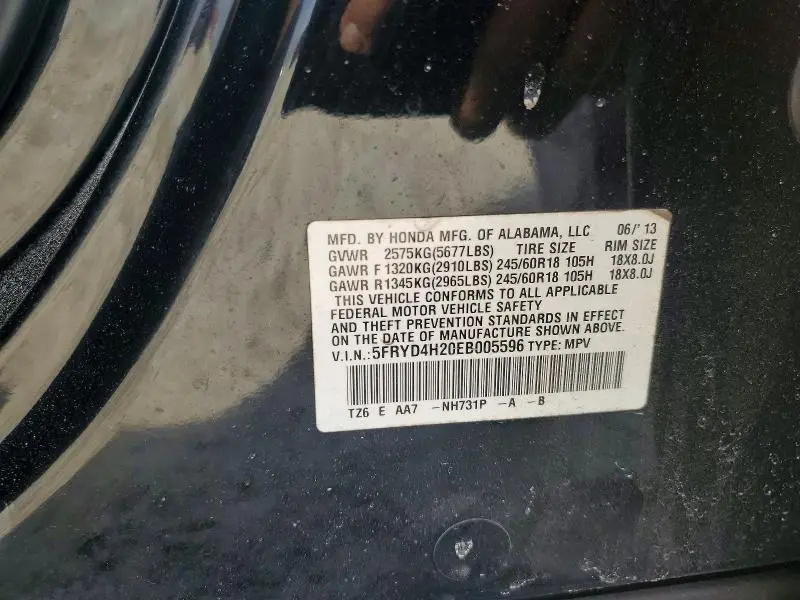 MFD. BY HONDA MFG. OF ALABAMA, LLC 06/'13
GVWR 2575KG(5677LBS) TIRE SIZE RIM SIZE
GAWR F 1320KG(2910LBS) 245/60R18 105H 18X8.0J
GAWR R 1345KG(2965LBS) 245/60R18 105H 18X8.0J
THIS VEHICLE CONFORMS TO ALL APPLICABLE
FEDERAL MOTOR VEHICLE SAFETY
AND THEFT PREVENTION STANDARDS IN EFFECT
ON THE DATE OF MANUFACTURE SHOWN ABOVE.
V.I.N.:5FRYD4H20EB005596 TYPE: MPV
TZ6 E AA7 -NH731P -A -B